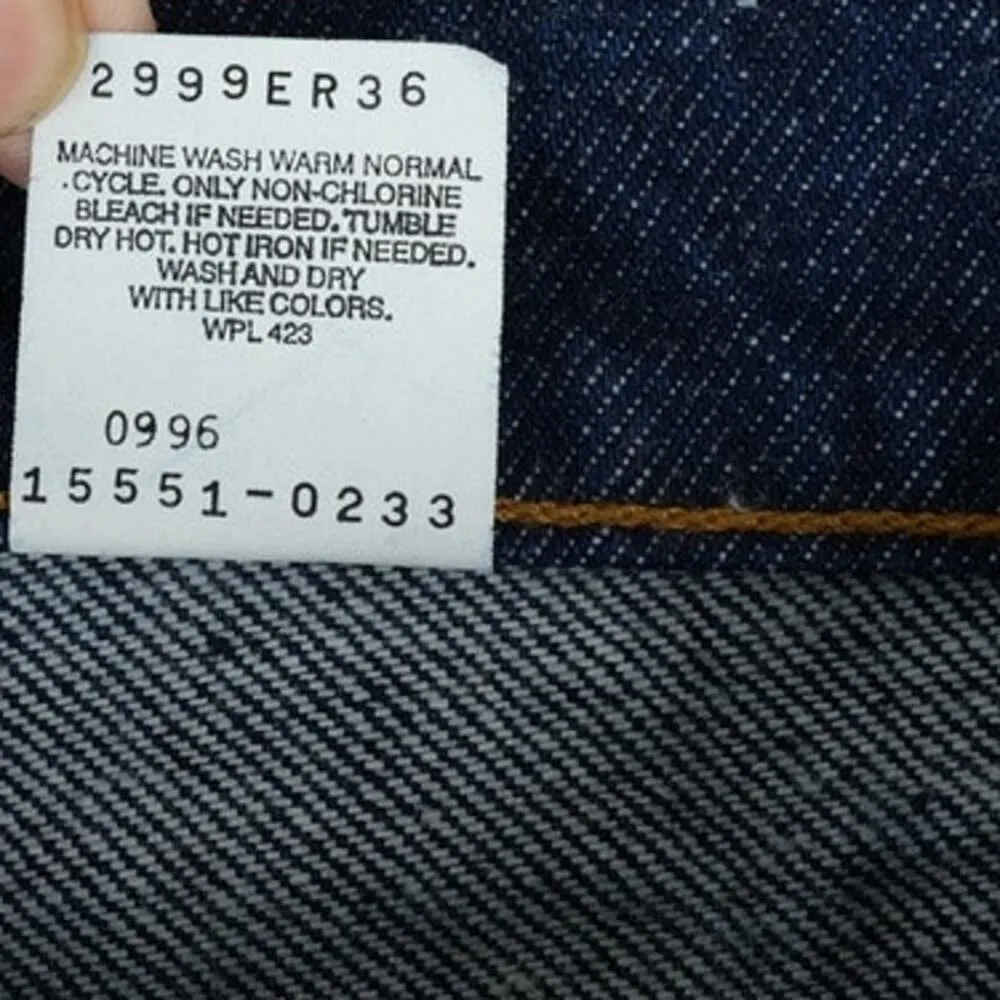 2999ER36
MACHINE WASH WARM NORMAL
.CYCLE. ONLY NON-CHLORINE
BLEACH IF NEEDED. TUMBLE
DRY HOT. HOT IRON IF NEEDED.
WASH AND DRY
WITH LIKE COLORS.
WPL 423
0996
15551-0233